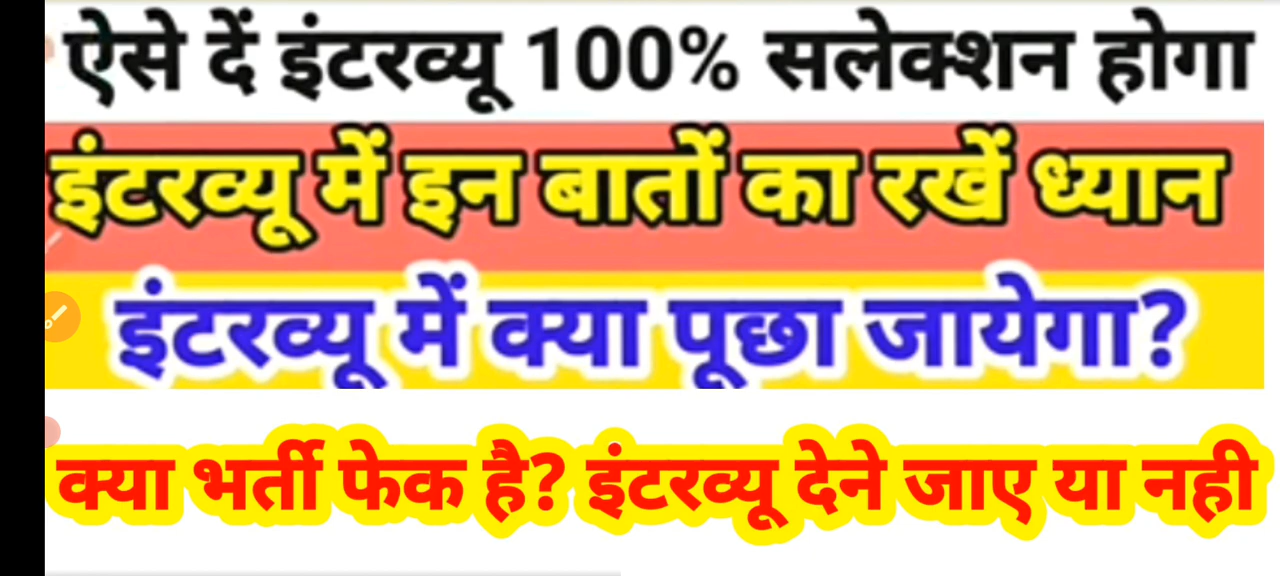 ऐसे दें इंटरव्यू 100% सलेक्शन होगा
इंटरव्यू में इन बातों का रखें ध्यान
इंटरव्यू में क्या पूछा जायेगा?
क्या भर्ती फेक है? इंटरव्यू देने जाए या नही